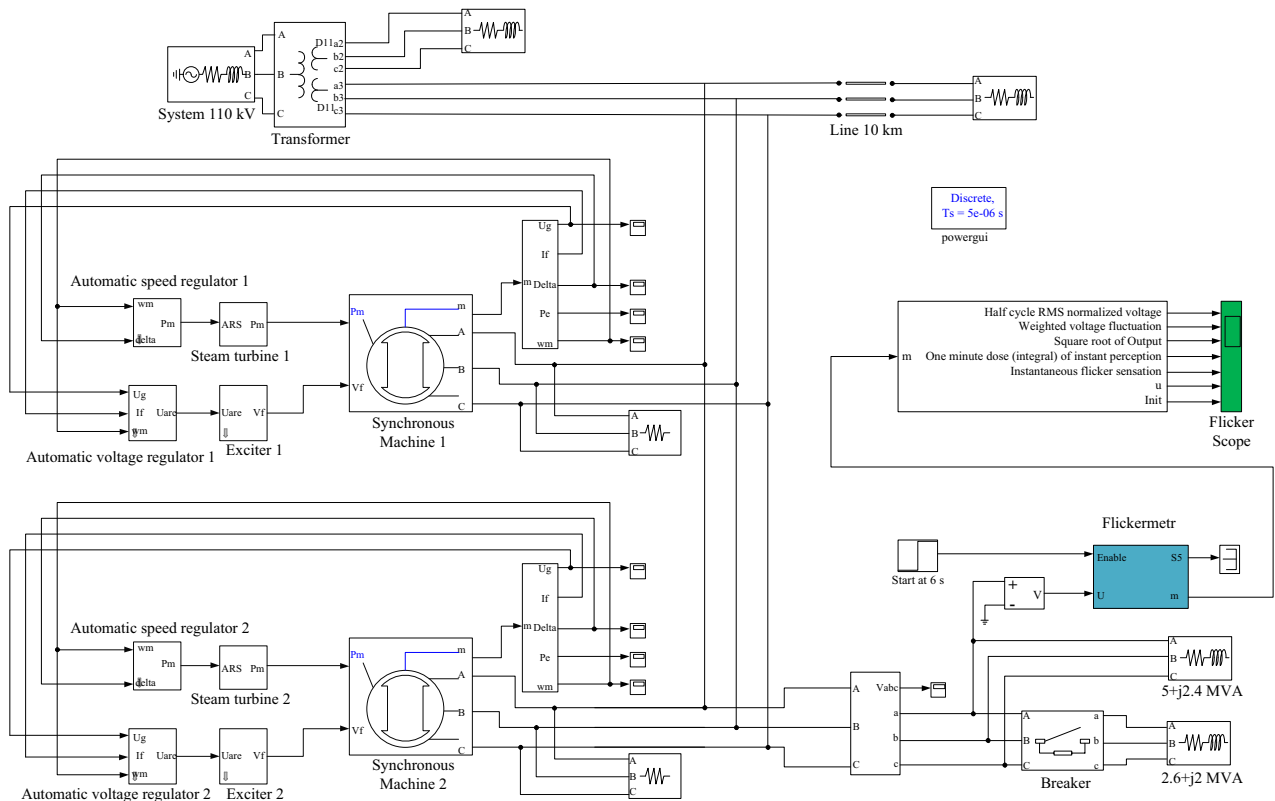 A
B
C
A
B
C
System 110 kV
A
B
C
D11a2
b2
c2
a3
b3
D11c3
Transformer
A
B
C
Line 10 km
A
B
C
Discrete,
Ts = 5e-06 s
powergui
Automatic speed regulator 1
wm
delta
Pm
ARS
Pm
Steam turbine 1
Ug
If
wm
Uare
Automatic voltage regulator 1
Uare
Vf
Exciter 1
Pm
Vf
m
A
B
C
Synchronous
Machine 1
m
Ug
If
Delta
Pe
wm
A
B
C
m
Half cycle RMS normalized voltage
Weighted voltage fluctuation
Square root of Output
One minute dose (integral) of instant perception
Instantaneous flicker sensation
u
Init
Flicker
Scope
Automatic speed regulator 2
wm
delta
Pm
ARS
Pm
Steam turbine 2
Ug
If
wm
Uare
Automatic voltage regulator 2
Uare
Vf
Exciter 2
Pm
Vf
m
A
B
C
Synchronous
Machine 2
m
Ug
If
Delta
Pe
wm
A
B
C
Start at 6 s
+
-
V
Flickermetr
Enable
U
S5
m
A
B
C
Vabc
a
b
c
A
B
C
5+j2.4 MVA
A
B
C
a
b
c
Breaker
A
B
C
2.6+j2 MVA